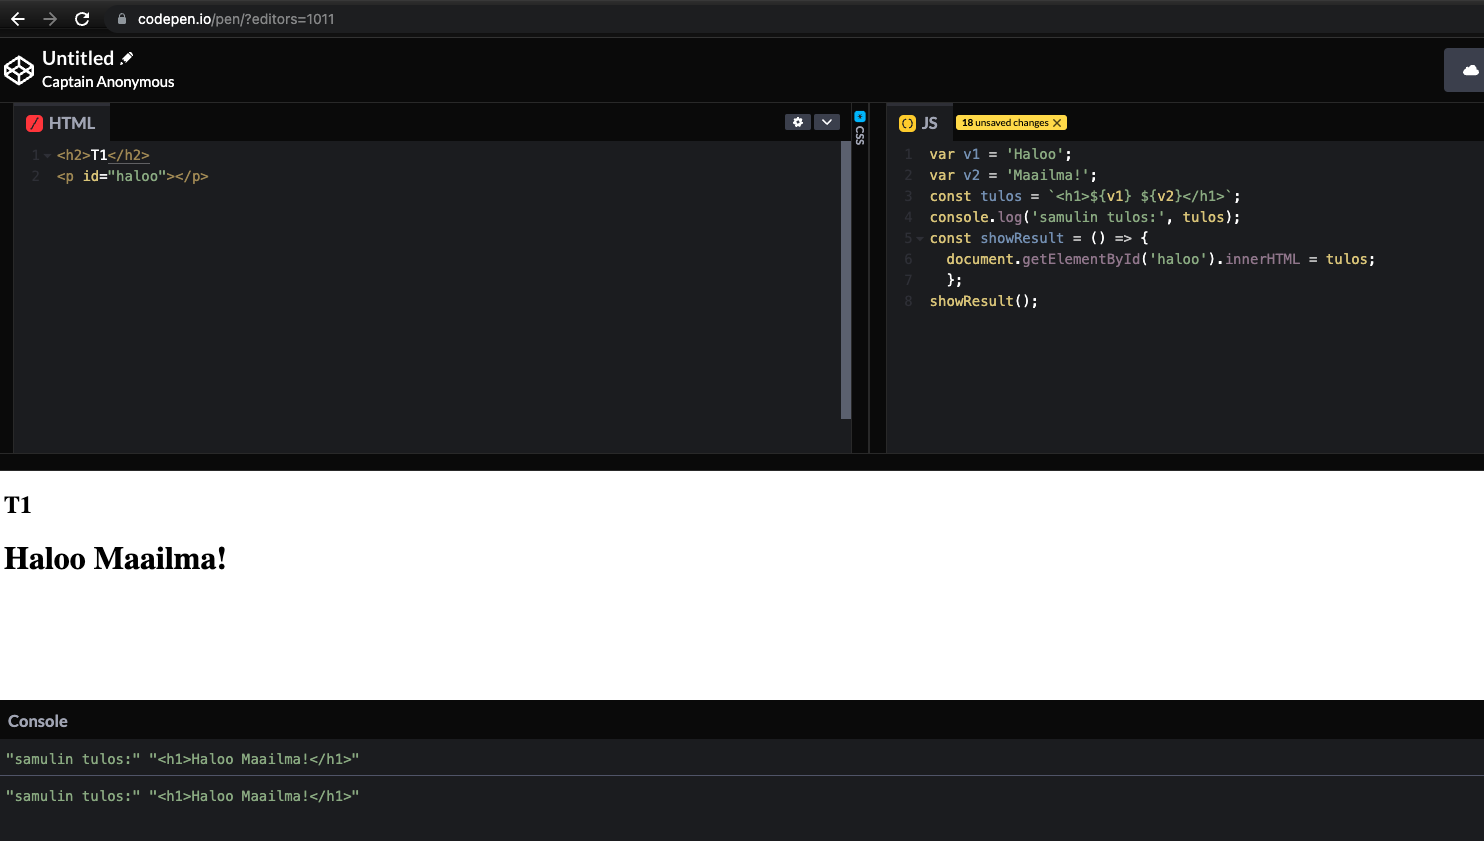 codepen.io/pen/?editors=1011
Untitled
Captain Anonymous
HTML
1 <h2>T1</h2>
2 <p id="haloo"></p>
CSS
JS 18 unsaved changes
1 var v1 = 'Haloo';
2 var v2 = 'Maailma!';
3 const tulos = `<h1>${v1} ${v2}</h1>`;
4 console.log('samulin tulos:', tulos);
5 const showResult = () => {
6 document.getElementById('haloo').innerHTML = tulos;
7 };
8 showResult();
T1
Haloo Maailma!
Console
"samulin tulos:" "<h1>Haloo Maailma!</h1>"
"samulin tulos:" "<h1>Haloo Maailma!</h1>"